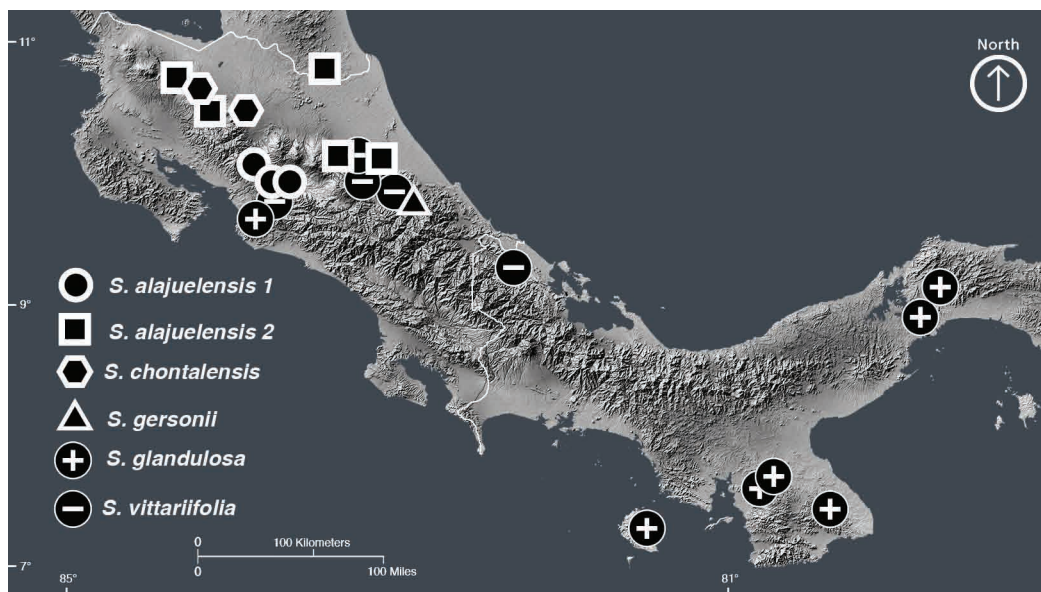 11°
North
S. alajuelensis 1
9°
S. alajuelensis 2
S. chontalensis
S. gersonii
S. glandulosa
S. vittariifolia
0 100 Kilometers
0 100 Miles
7°
85° 81°